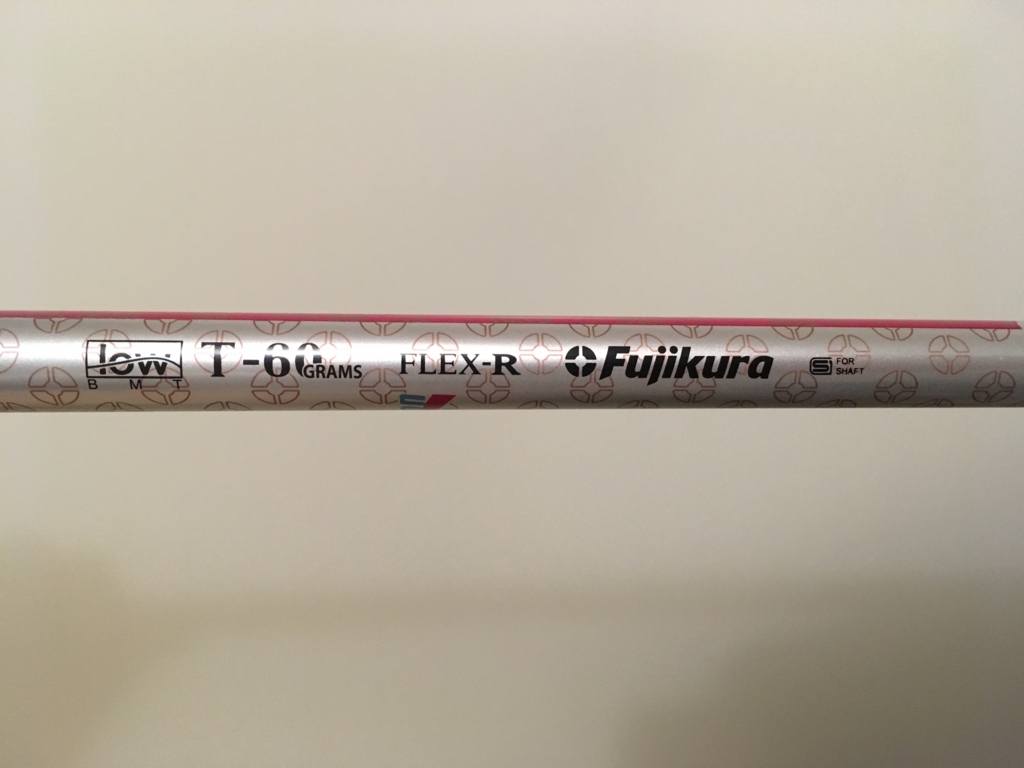 low T-60 GRAMS FLEX-R Fujikura S FOR SHAFT
B M T